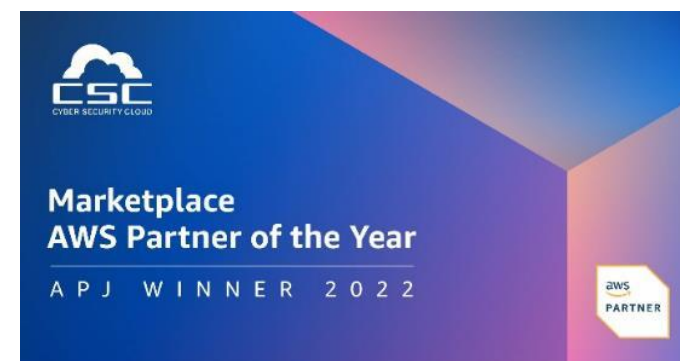 CSC
CYBER SECURITY CLOUD
Marketplace
AWS Partner of the Year
APJ WINNER 2022
aws
PARTNER